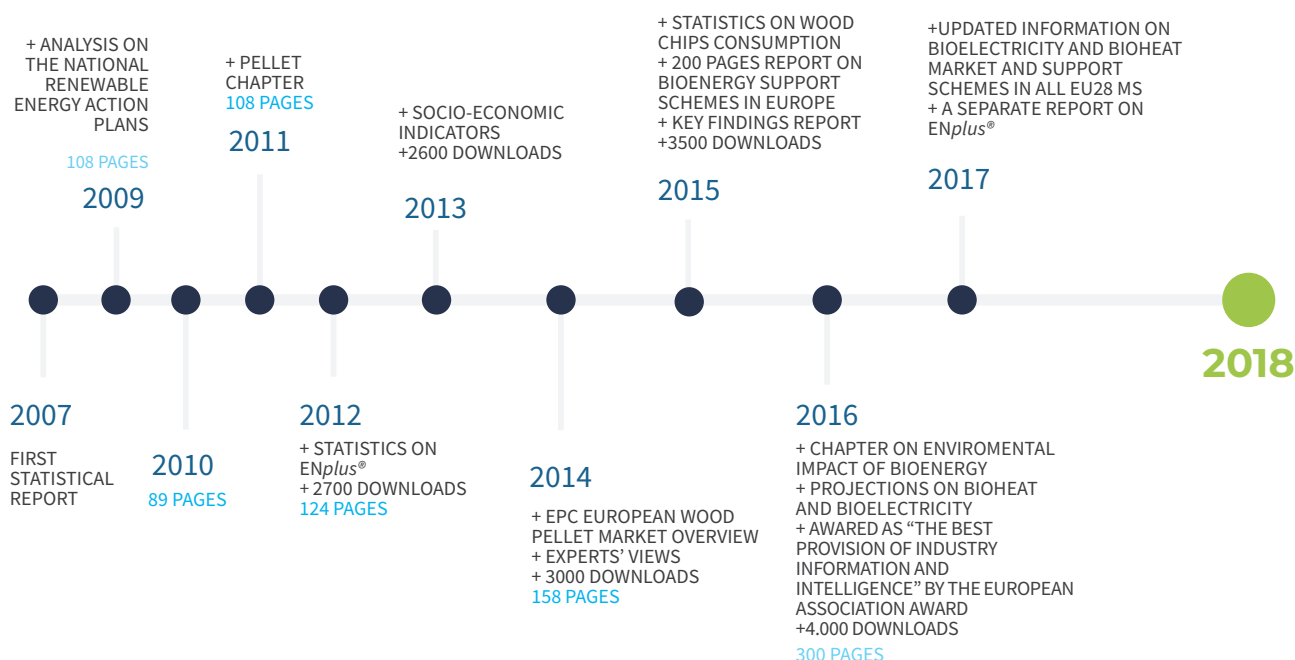 + ANALYSIS ON
THE NATIONAL
RENEWABLE
ENERGY ACTION
PLANS
108 PAGES
2009
+ PELLET
CHAPTER
108 PAGES
2011
+ SOCIO-ECONOMIC
INDICATORS
+2600 DOWNLOADS
2013
+ STATISTICS ON WOOD
CHIPS CONSUMPTION
+ 200 PAGES REPORT ON
BIOENERGY SUPPORT
SCHEMES IN EUROPE
+ KEY FINDINGS REPORT
+3500 DOWNLOADS
2015
+UPDATED INFORMATION ON
BIOELECTRICITY AND BIOHEAT
MARKET AND SUPPORT
SCHEMES IN ALL EU28 MS
+ A SEPARATE REPORT ON
ENplus®
2017
2018
2007
FIRST
STATISTICAL
REPORT
2010
89 PAGES
2012
+ STATISTICS ON
ENplus®
+ 2700 DOWNLOADS
124 PAGES
2014
+ EPC EUROPEAN WOOD
PELLET MARKET OVERVIEW
+ EXPERTS' VIEWS
+ 3000 DOWNLOADS
158 PAGES
2016
+ CHAPTER ON ENVIROMENTAL
IMPACT OF BIOENERGY
+ PROJECTIONS ON BIOHEAT
AND BIOELECTRICITY
+ AWARED AS “THE BEST
PROVISION OF INDUSTRY
INFORMATION AND
INTELLIGENCE” BY THE EUROPEAN
ASSOCIATION AWARD
+4.000 DOWNLOADS
300 PAGES